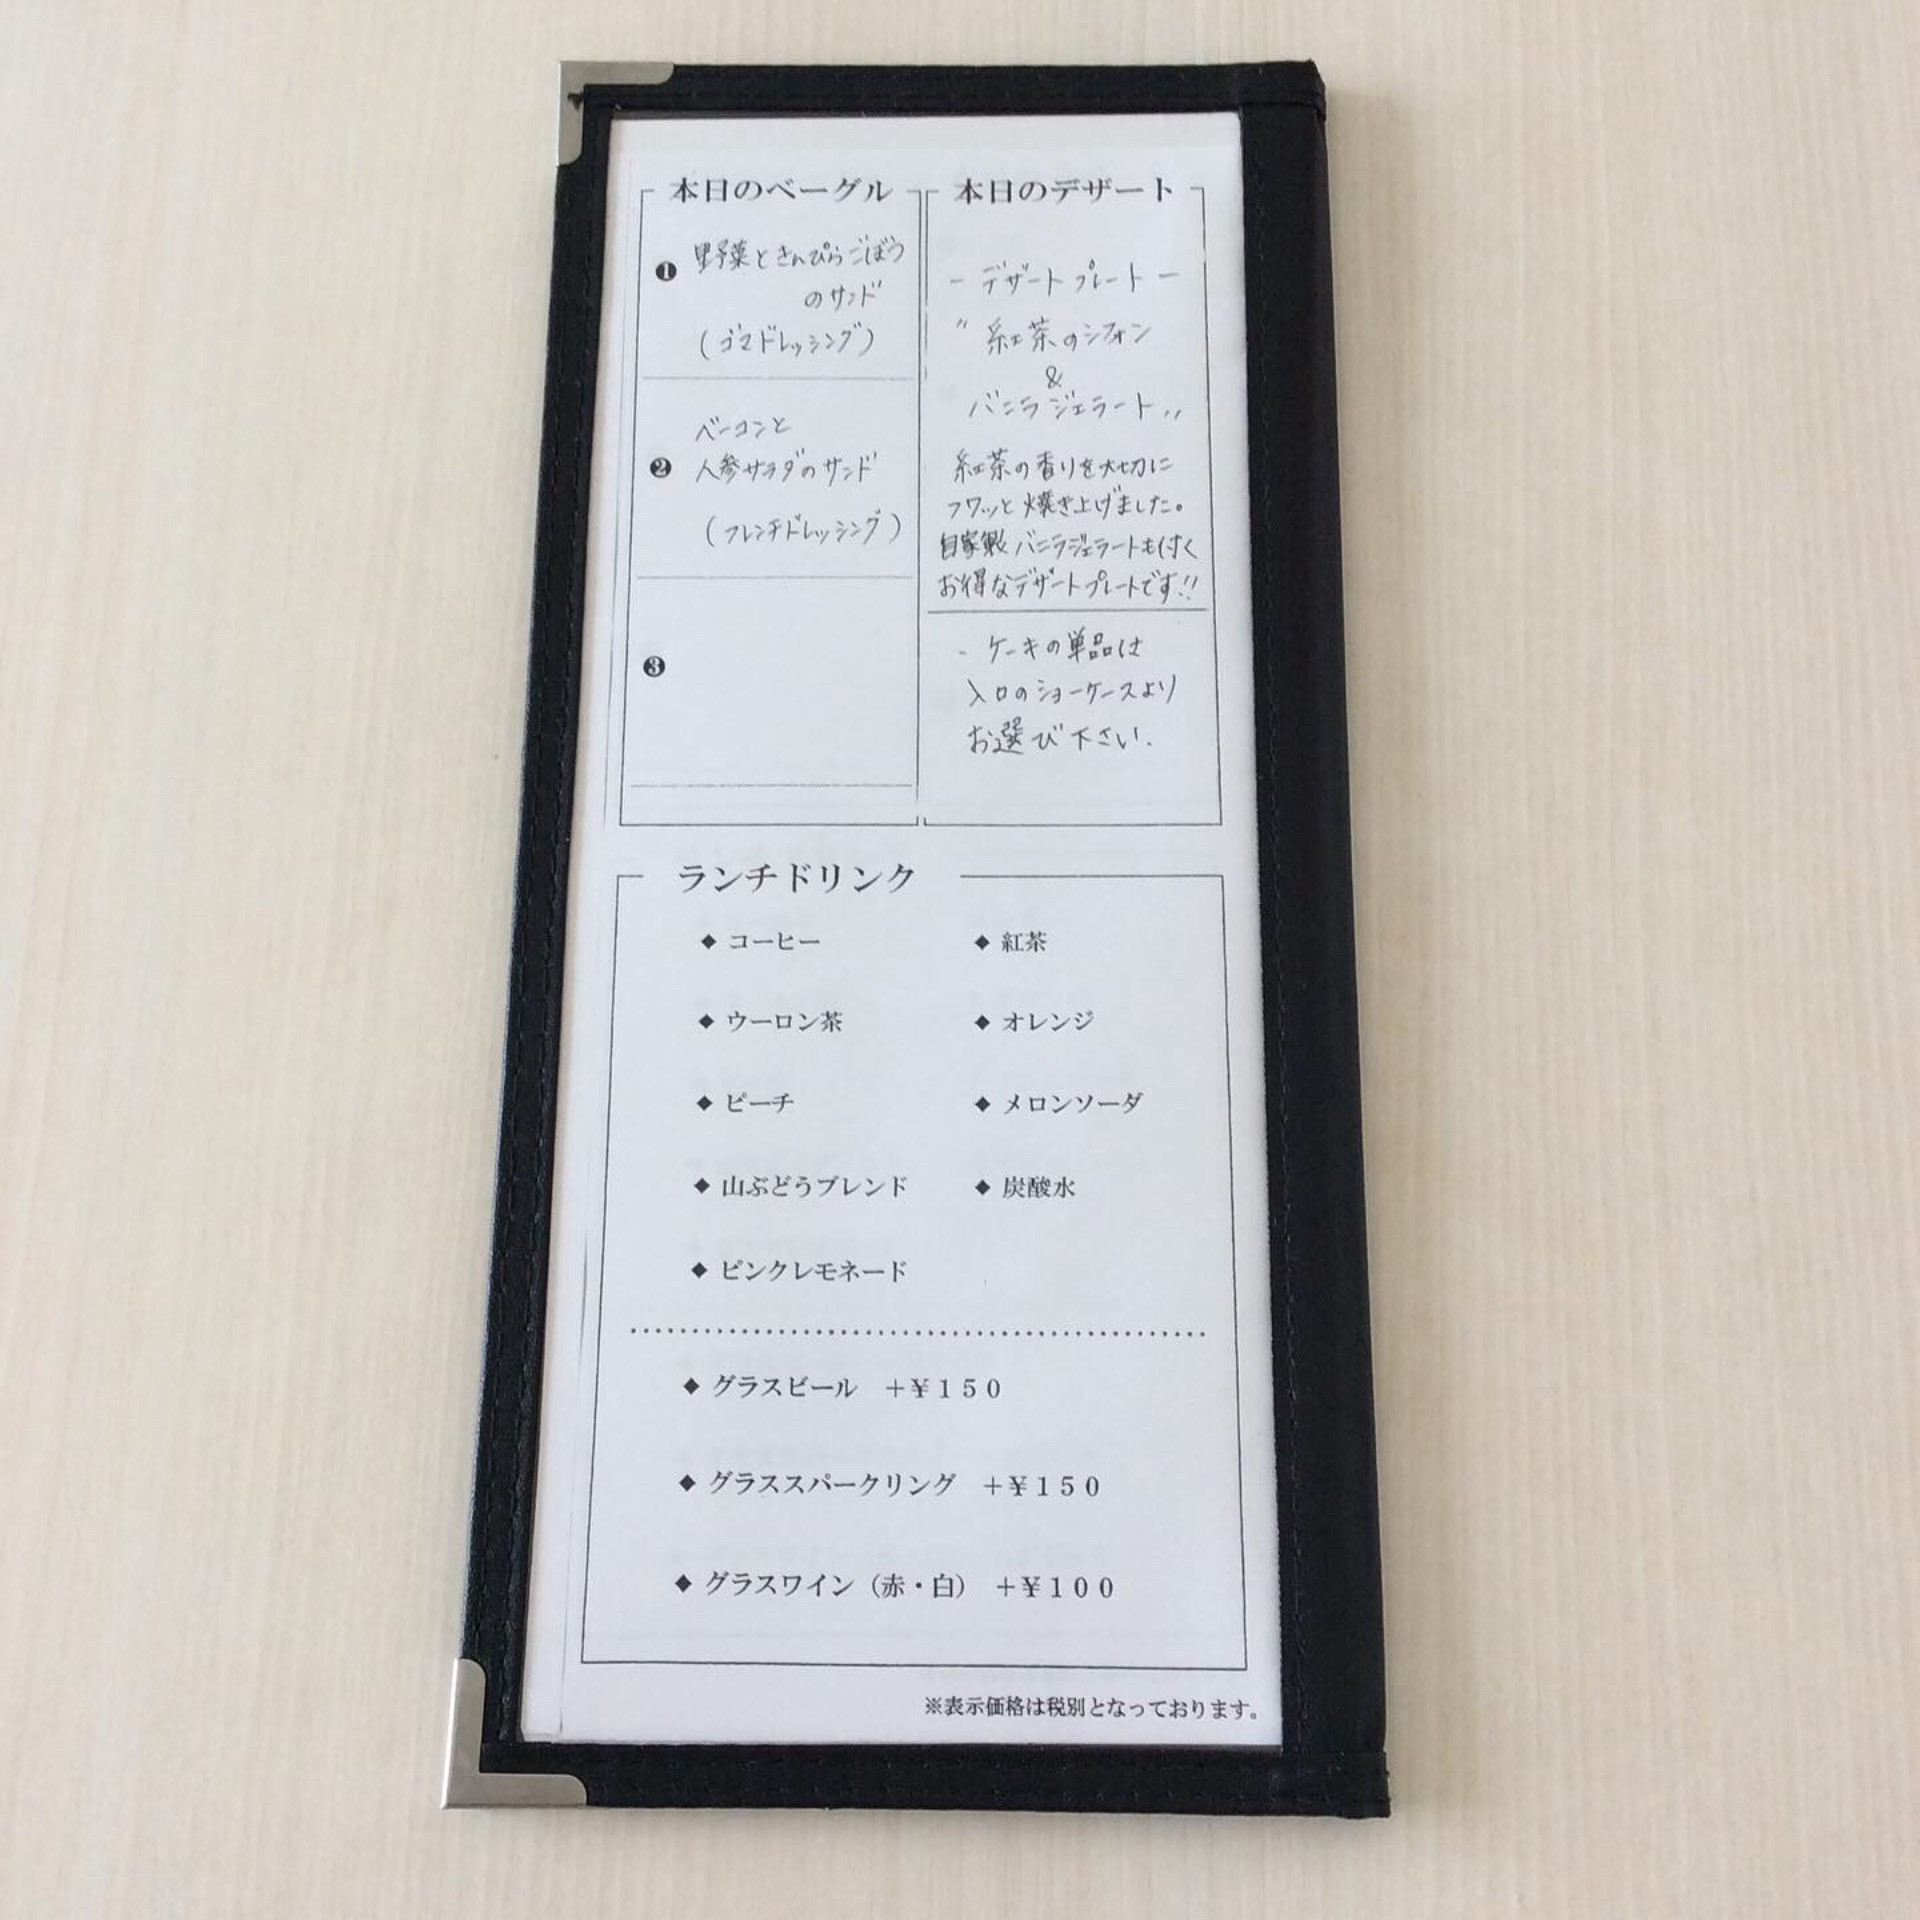 本日のベーグル
❶ 野菜ときんぴらごぼう
のサンド
(ゴマドレッシング)
ベーコンと
❷ 人参サラダのサンド
(フレンチドレッシング)
❸
本日のデザート
－デザートプレート－
〃紅茶のシフォン
&
バニラジェラート〃
紅茶の香りを大切に
フワッと焼き上げました。
自家製バニラジェラートも付く
お得なデザートプレートです!!
・ケーキの単品は
入口のショーケースより
お選び下さい.
ランチドリンク
◆ コーヒー ◆ 紅茶
◆ ウーロン茶 ◆ オレンジ
◆ ピーチ ◆ メロンソーダ
◆ 山ぶどうブレンド ◆ 炭酸水
◆ ピンクレモネード
◆ グラスビール ＋￥１５０
◆ グラススパークリング ＋￥１５０
◆ グラスワイン（赤・白） ＋￥１００
※表示価格は税別となっております。